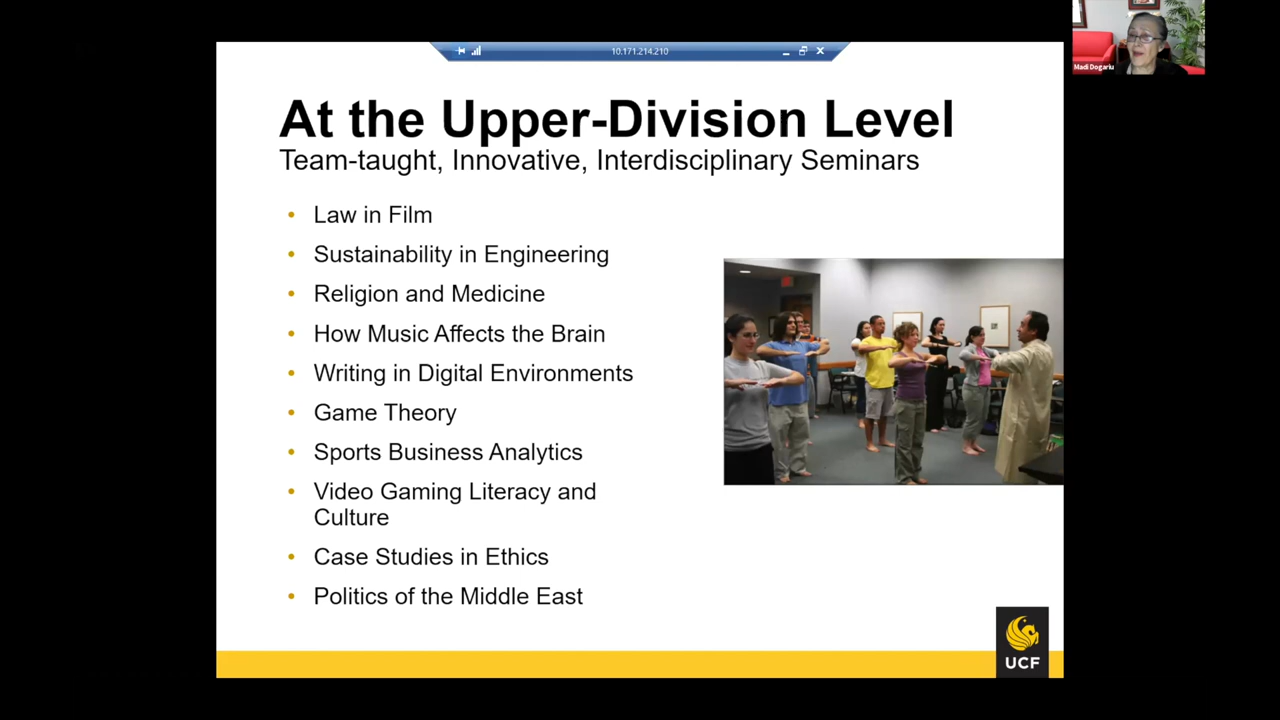 10.171.214.210
Madi Dogariu
At the Upper-Division Level
Team-taught, Innovative, Interdisciplinary Seminars
• Law in Film
• Sustainability in Engineering
• Religion and Medicine
• How Music Affects the Brain
• Writing in Digital Environments
• Game Theory
• Sports Business Analytics
• Video Gaming Literacy and
Culture
• Case Studies in Ethics
• Politics of the Middle East
UCF